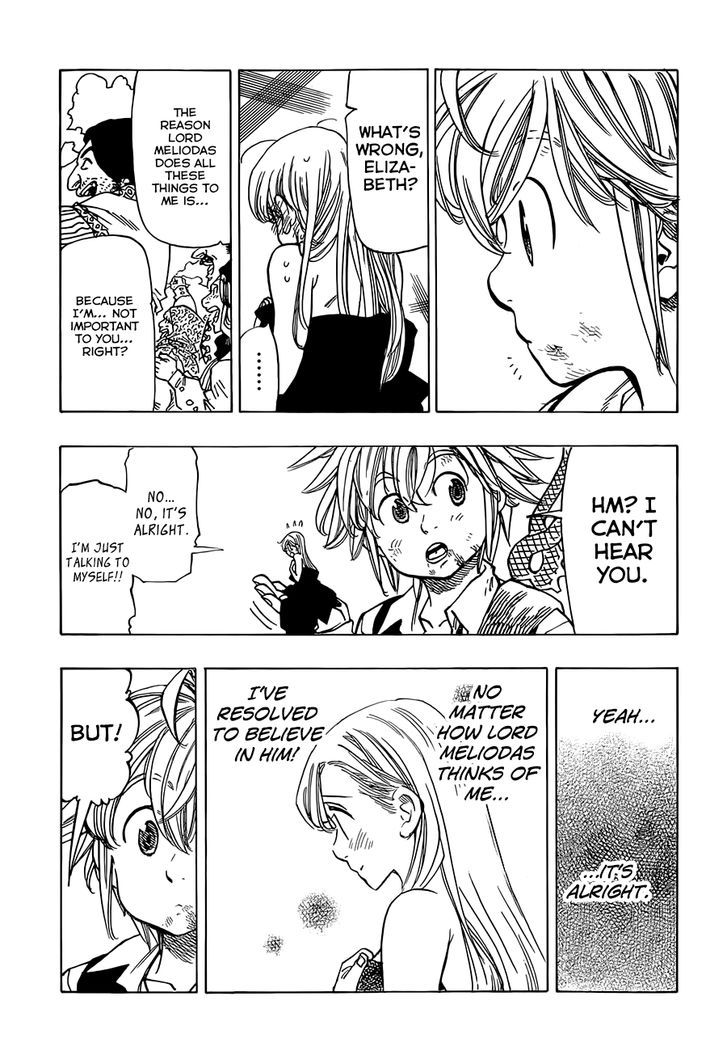 WHAT'S
WRONG,
ELIZA-
BETH?
......
THE
REASON
LORD
MELIODAS
DOES ALL
THESE
THINGS TO
ME IS...
BECAUSE
I'M... NOT
IMPORTANT
TO YOU...
RIGHT?
HM? I
CAN'T
HEAR
YOU.
NO...
NO, IT'S
ALRIGHT.
I'M JUST
TALKING TO
MYSELF!!
YEAH...
...IT'S
ALRIGHT.
NO
MATTER
HOW LORD
MELIODAS
THINKS OF
ME...
I'VE
RESOLVED
TO BELIEVE
IN HIM!
BUT!